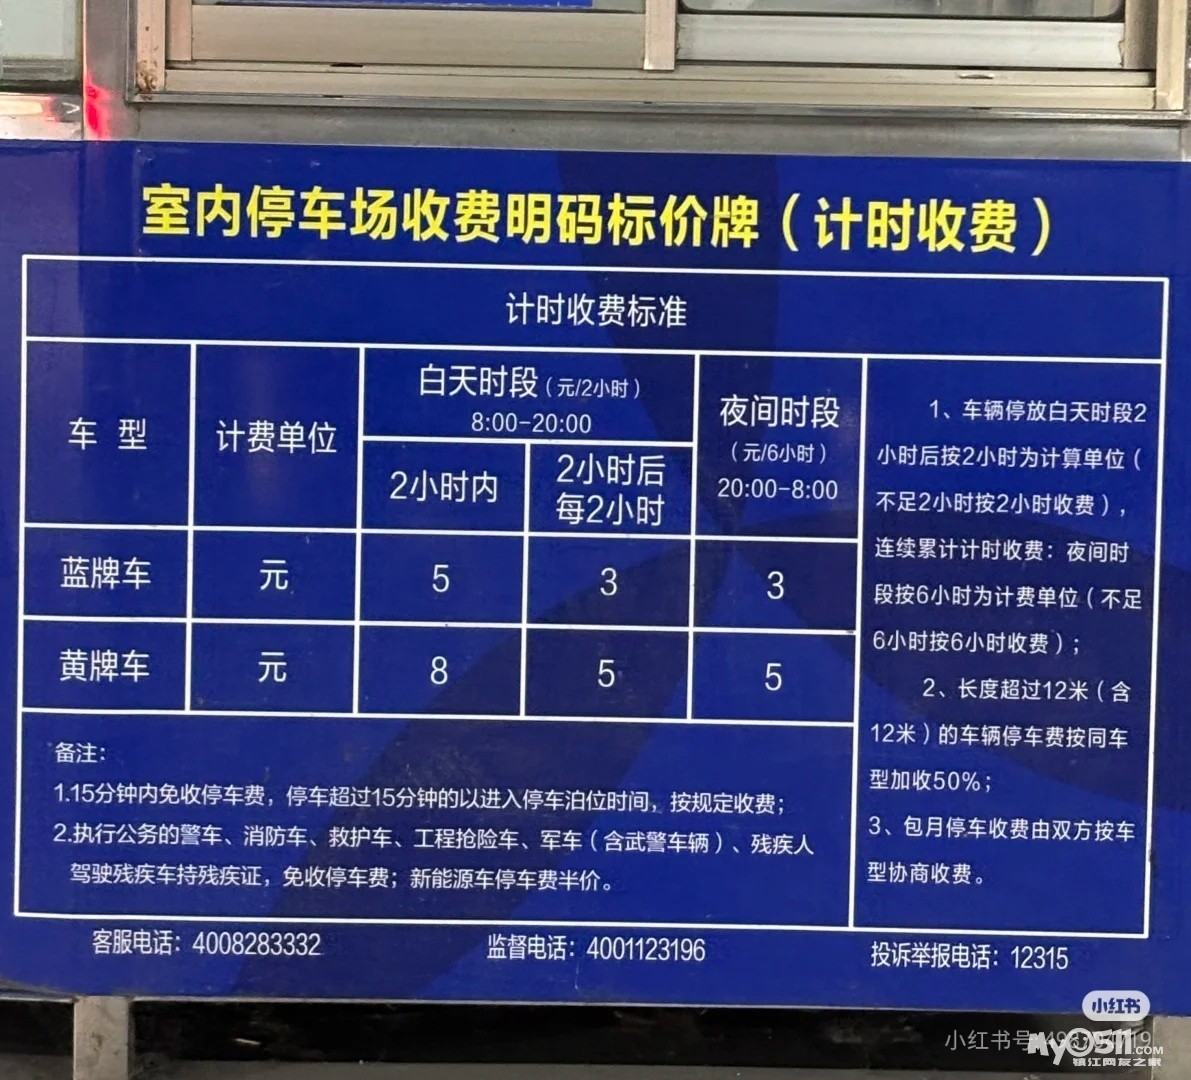 室内停车场收费明码标价牌（计时收费）
计时收费标准
车 型
计费单位
白天时段（元/2小时）
8:00-20:00
2小时内
2小时后
每2小时
夜间时段
（元/6小时）
20:00-8:00
蓝牌车
元
5
3
3
黄牌车
元
8
5
5
1、车辆停放白天时段2
小时后按2小时为计算单位（
不足2小时按2小时收费），
连续累计计时收费：夜间时
段按6小时为计费单位（不足
6小时按6小时收费）；
2、长度超过12米（含
12米）的车辆停车费按同车
型加收50%；
3、包月停车收费由双方按车
型协商收费。
备注：
1.15分钟内免收停车费，停车超过15分钟的以进入停车泊位时间，按规定收费；
2.执行公务的警车、消防车、救护车、工程抢险车、军车（含武警车辆）、残疾人
驾驶残疾车持残疾证，免收停车费；新能源车停车费半价。
客服电话：4008283332
监督电话：4001123196
投诉举报电话：12315
小红书
小红书号
my0511.COM
镇江网友之家